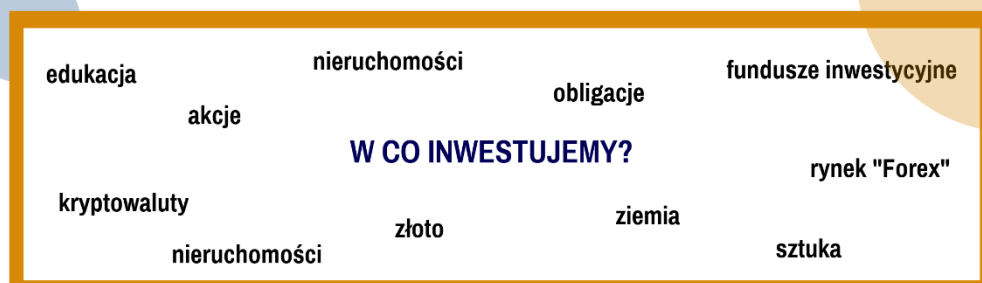 nieruchomości
edukacja
fundusze inwestycyjne
obligacje
akcje
W CO INWESTUJEMY?
rynek "Forex"
kryptowaluty
ziemia
złoto
sztuka
nieruchomości